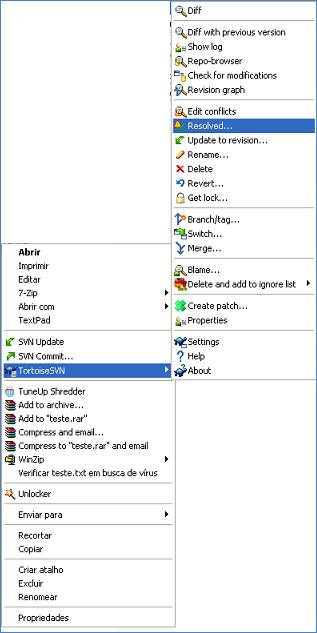 Diff
Diff with previous version
Show log
Repo-browser
Check for modifications
Revision graph
Edit conflicts
Resolved...
Update to revision...
Rename...
Delete
Revert...
Get lock...
Branch/tag...
Switch...
Merge...
Blame...
Delete and add to ignore list
Create patch...
Properties
Settings
Help
About
Abrir
Imprimir
Editar
7-Zip
Abrir com
TextPad
SVN Update
SVN Commit...
TortoiseSVN
TuneUp Shredder
Add to archive...
Add to "teste.rar"
Compress and email...
Compress to "teste.rar" and email
WinZip
Verificar teste.txt em busca de vírus
Unlocker
Enviar para
Recortar
Copiar
Criar atalho
Excluir
Renomear
Propriedades